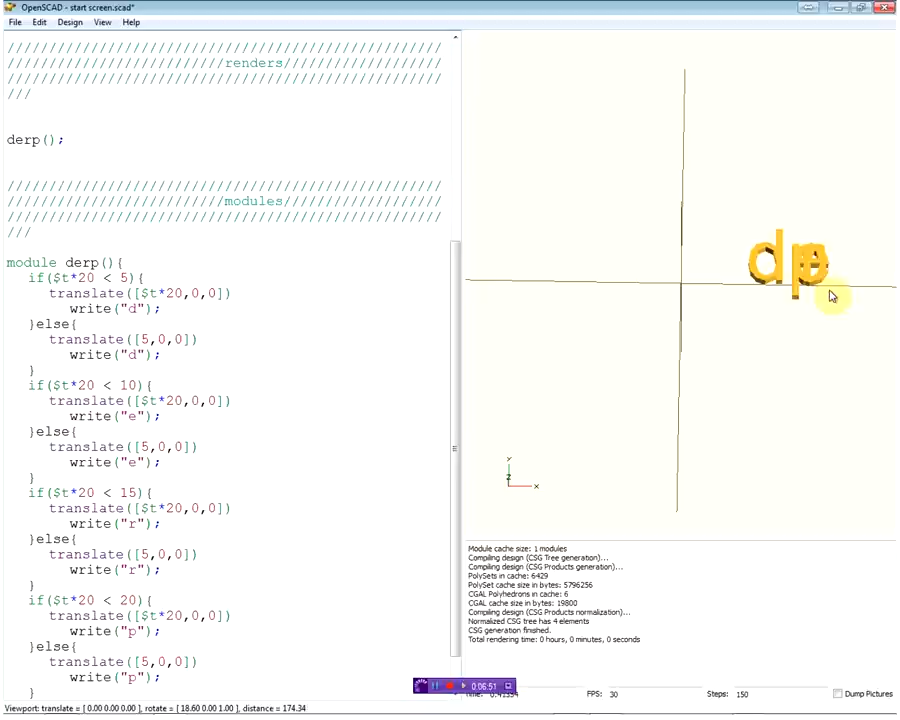 OpenSCAD - start screen.scad*
File Edit Design View Help
////////////////////////////////////////////////////
//////////////////////////renders///////////////////
////////////////////////////////////////////////////
///
derp();
////////////////////////////////////////////////////
//////////////////////////modules///////////////////
////////////////////////////////////////////////////
///
module derp(){
if($t*20 < 5){
translate([$t*20,0,0])
write("d");
}else{
translate([5,0,0])
write("d");
}
if($t*20 < 10){
translate([$t*20,0,0])
write("e");
}else{
translate([5,0,0])
write("e");
}
if($t*20 < 15){
translate([$t*20,0,0])
write("r");
}else{
translate([5,0,0])
write("r");
}
if($t*20 < 20){
translate([$t*20,0,0])
write("p");
}else{
translate([5,0,0])
write("p");
}
d p
Y
Z
X
Module cache size: 1 modules
Compiling design (CSG Tree generation)...
Compiling design (CSG Products generation)...
PolySets in cache: 6429
PolySet cache size in bytes: 5796256
CGAL Polyhedrons in cache: 6
CGAL cache size in bytes: 19800
Compiling design (CSG Products normalization)...
Normalized CSG tree has 4 elements
CSG generation finished.
Total rendering time: 0 hours, 0 minutes, 0 seconds
0:06:51
FPS: 30 Steps: 150 Dump Pictures
Viewport: translate = [ 0.00 0.00 0.00 ], rotate = [ 18.60 0.00 1.00 ], distance = 174.34